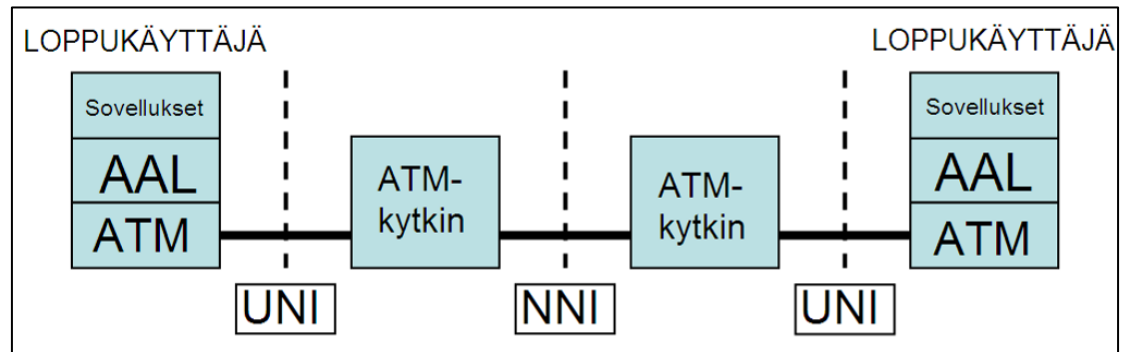 LOPPUKÄYTTÄJÄ
LOPPUKÄYTTÄJÄ
Sovellukset
AAL
ATM
ATM-
kytkin
ATM-
kytkin
Sovellukset
AAL
ATM
UNI
NNI
UNI